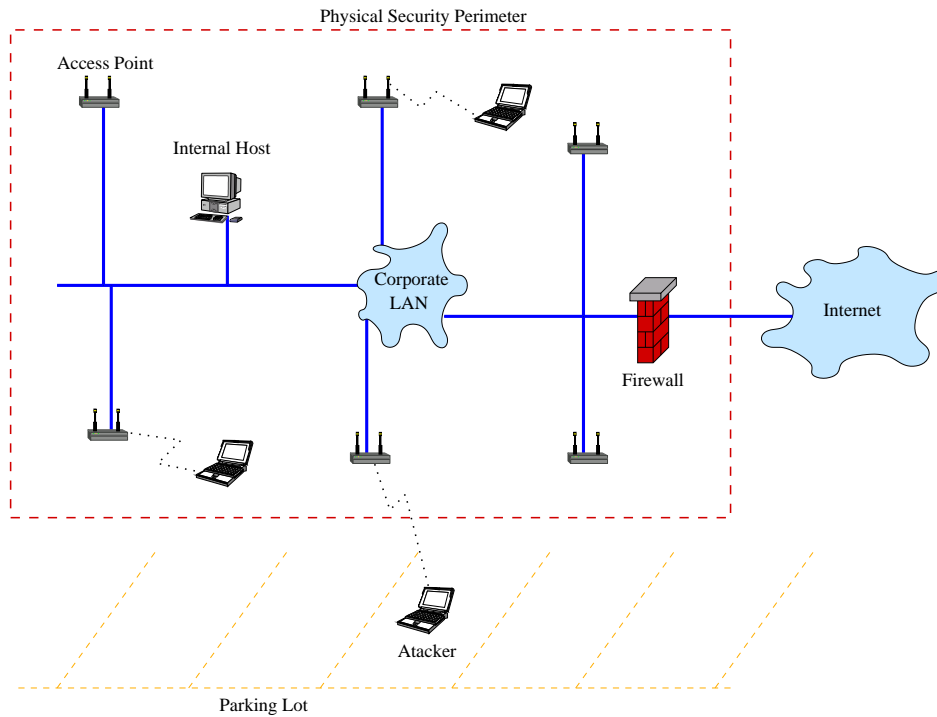 Physical Security Perimeter
Access Point
Internal Host
Corporate
LAN
Internet
Firewall
Atacker
Parking Lot